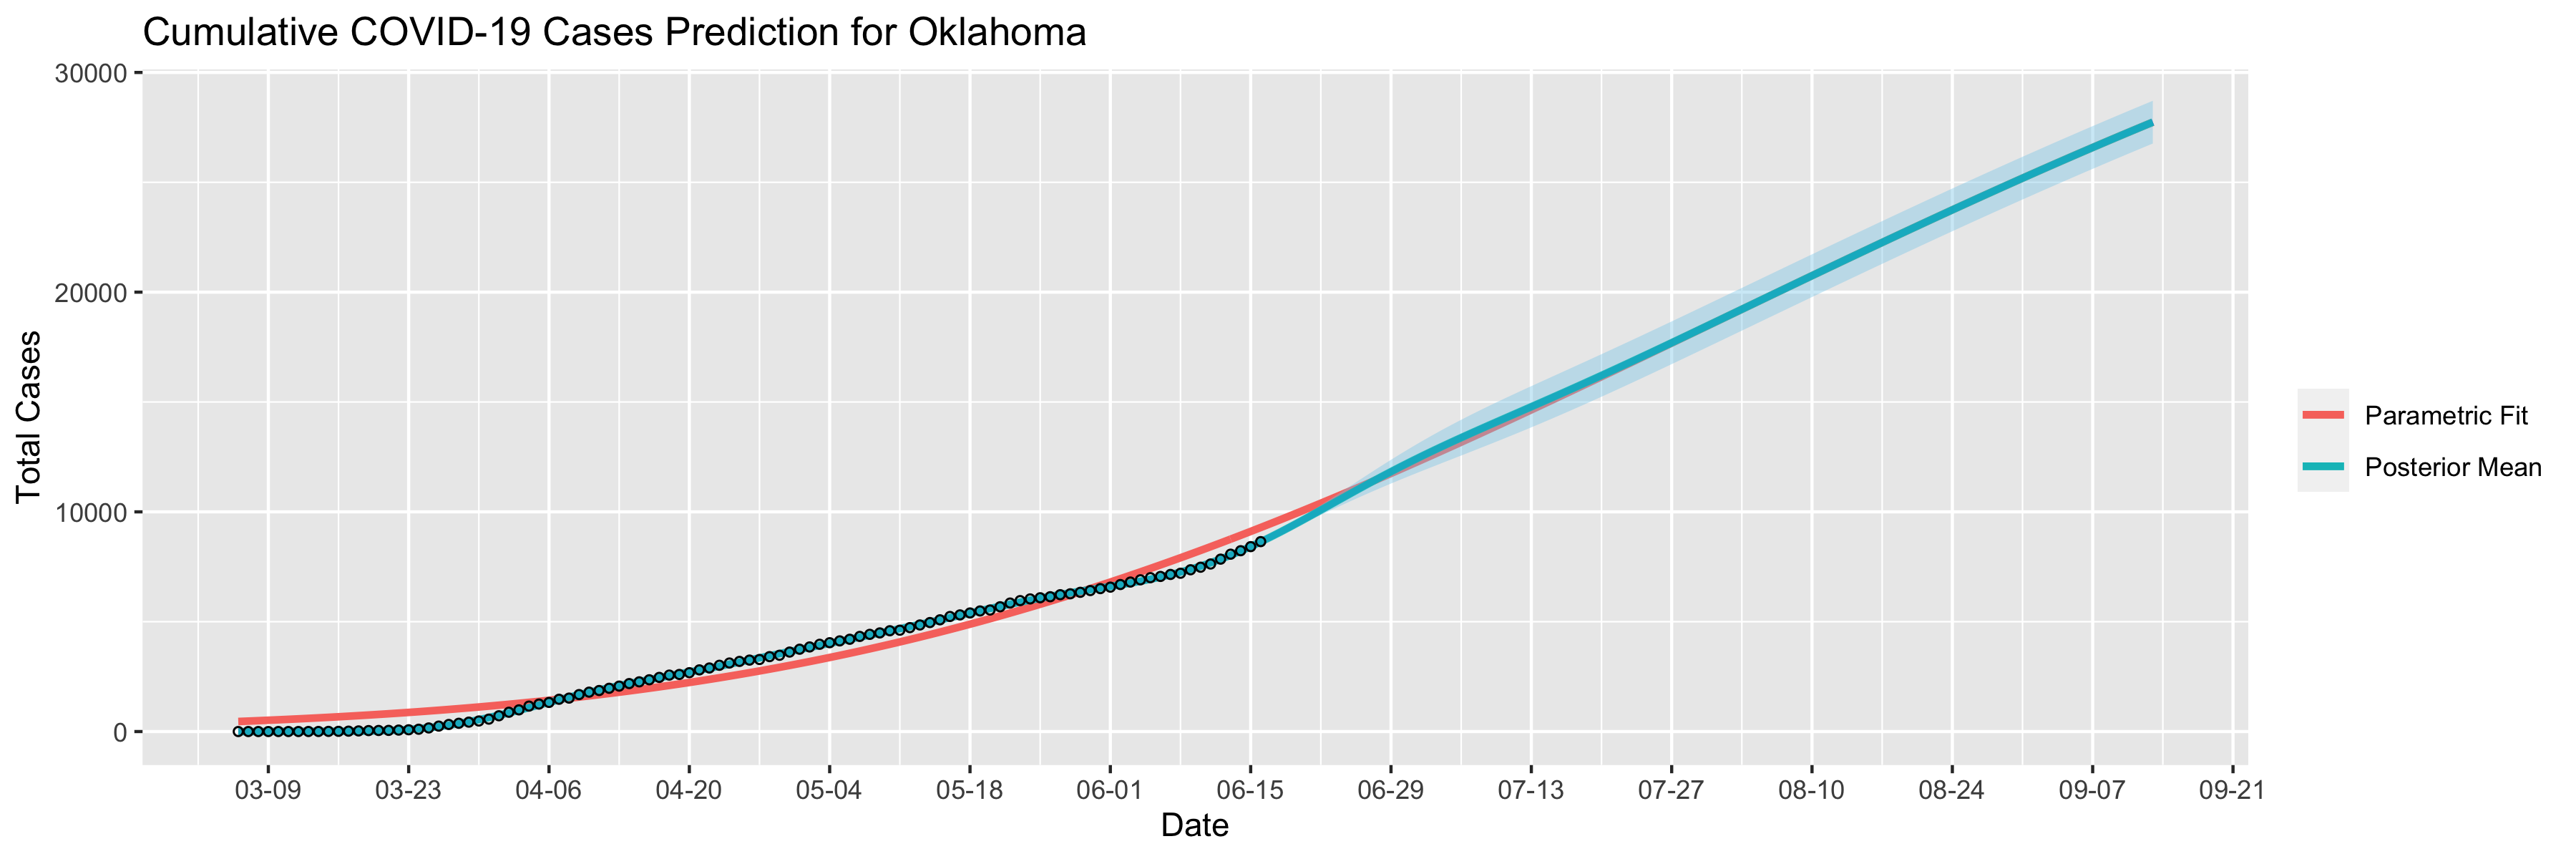 Cumulative COVID-19 Cases Prediction for Oklahoma
30000
20000
10000
0
Total Cases
03-09 03-23 04-06 04-20 05-04 05-18 06-01 06-15 06-29 07-13 07-27 08-10 08-24 09-07 09-21
Date
Parametric Fit
Posterior Mean